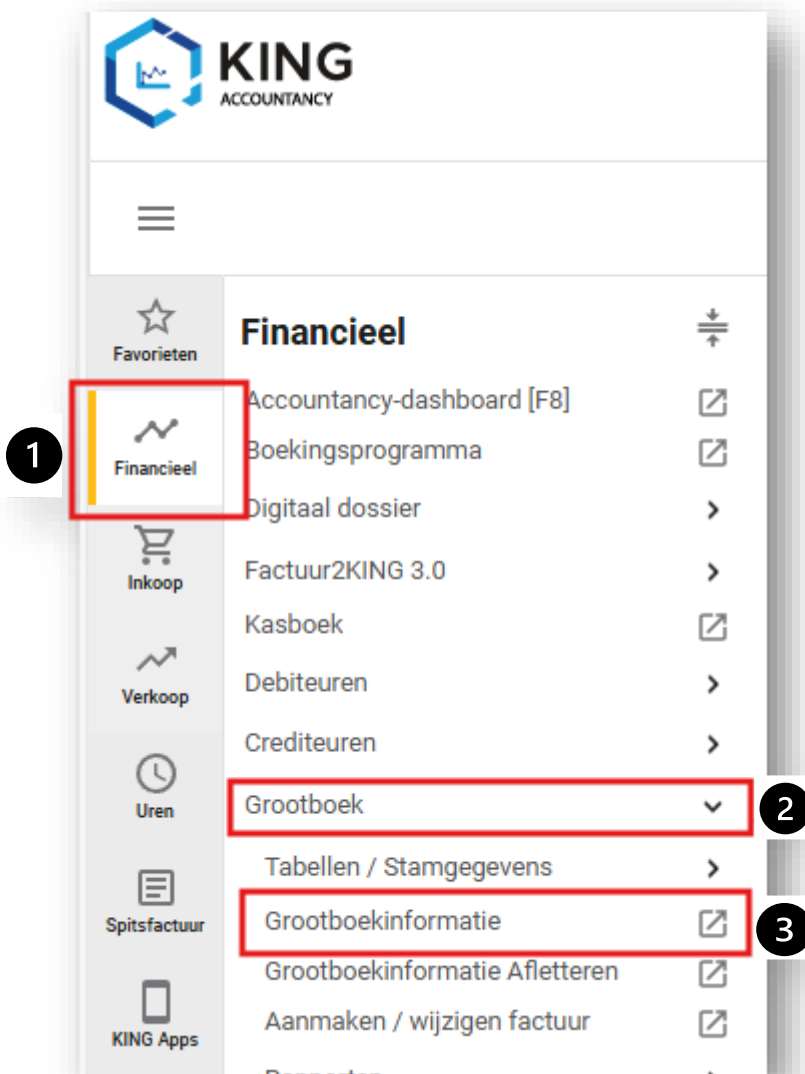 KING
ACCOUNTANCY
Favorieten
Financieel
Accountancy-dashboard [F8]
1
Financieel
Boekingsprogramma
Digitaal dossier
Inkoop
Factuur2KING 3.0
Kasboek
Verkoop
Debiteuren
Crediteuren
Uren
Grootboek
2
Tabellen / Stamgegevens
Spitsfactuur
Grootboekinformatie
3
Grootboekinformatie Afletteren
KING Apps
Aanmaken / wijzigen factuur